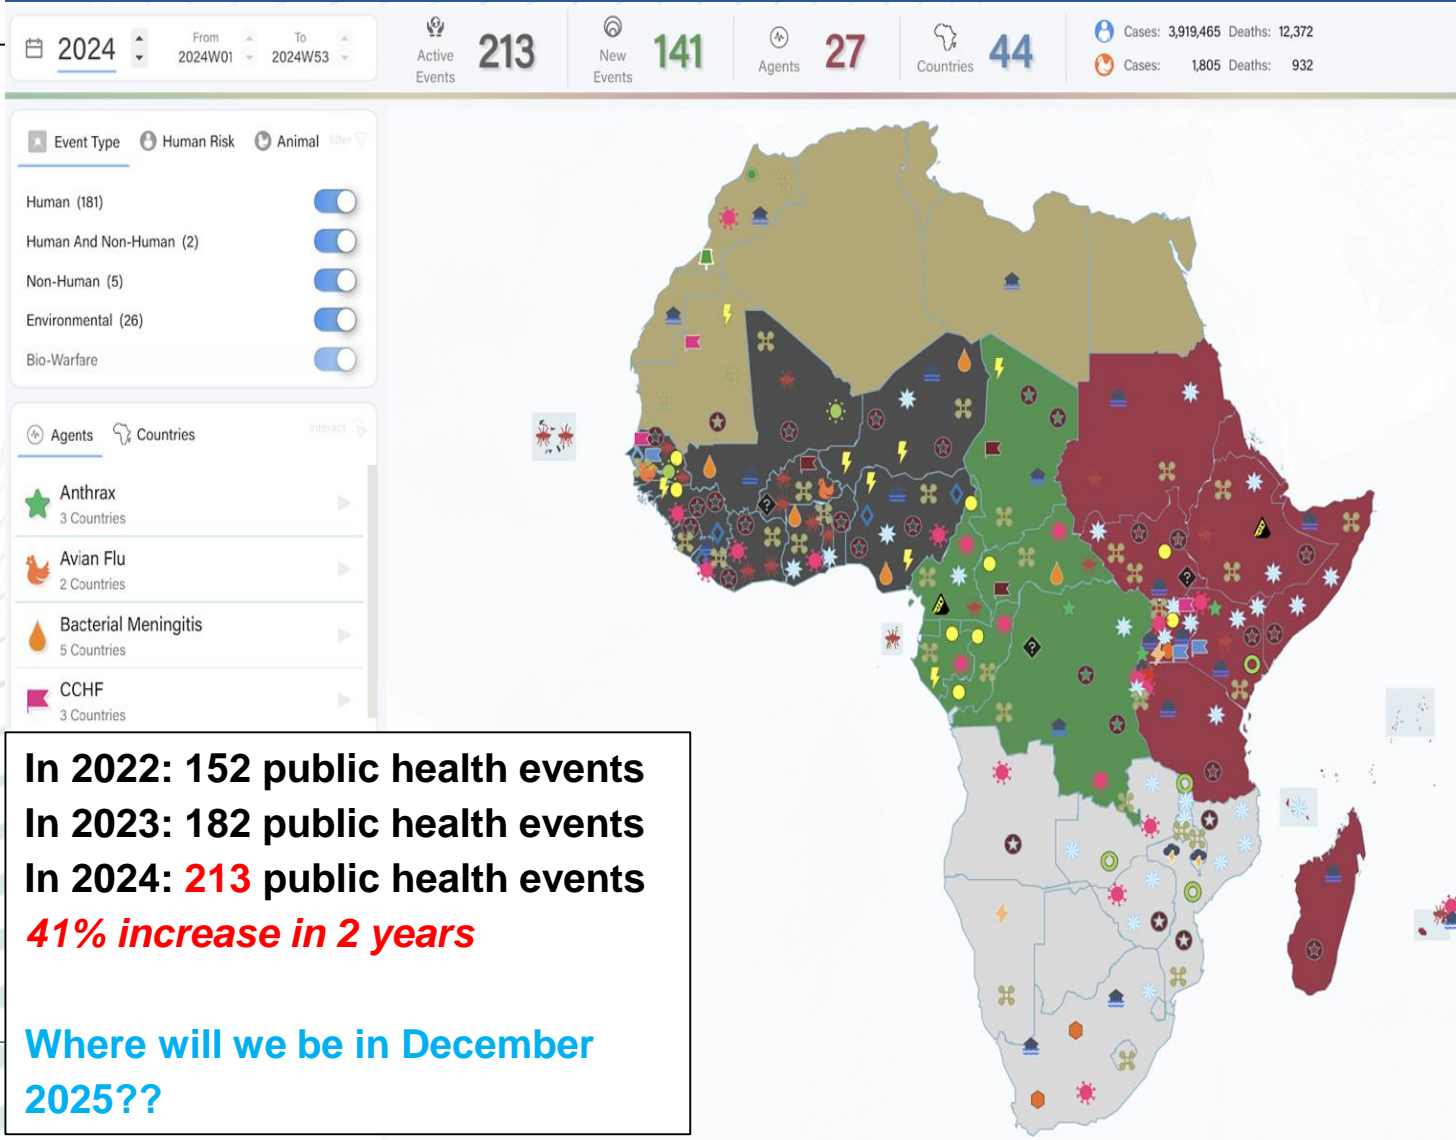 2024
From
2024W01
To
2024W53
Active
Events
213
New
Events
141
Agents
27
Countries
44
Cases: 3,919,465 Deaths: 12,372
Cases: 1,805 Deaths: 932
Event Type
Human Risk
Animal
filter
Human (181)
Human And Non-Human (2)
Non-Human (5)
Environmental (26)
Bio-Warfare
Agents
Countries
interact
Anthrax
3 Countries
Avian Flu
2 Countries
Bacterial Meningitis
5 Countries
CCHF
3 Countries
In 2022: 152 public health events
In 2023: 182 public health events
In 2024: 213 public health events
41% increase in 2 years
Where will we be in December
2025??
? 
?
?